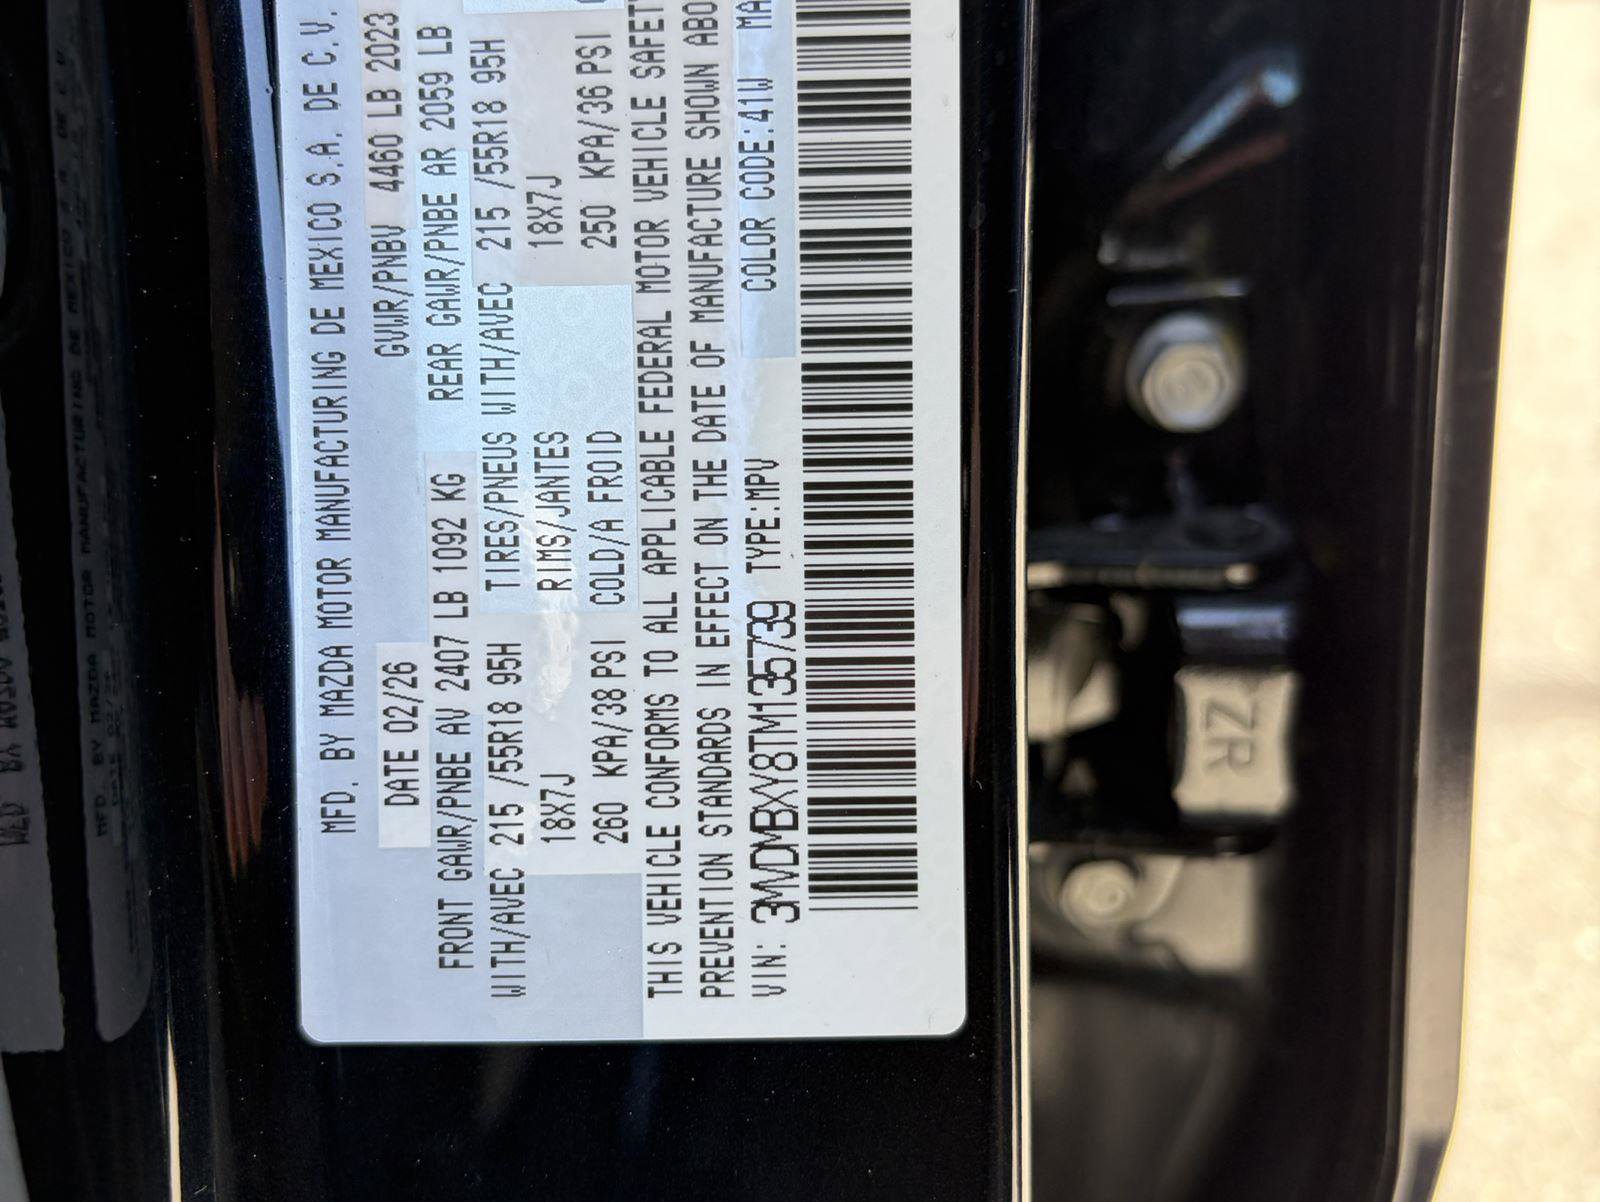 MFD. BY MAZDA MOTOR MANUFACTURING DE MEXICO S.A. DE C.V.
DATE 02/26 GVWR/PNBV 4460 LB 2023
FRONT GAWR/PNBE AV 2407 LB 1092 KG REAR GAWR/PNBE AR 2059 LB
WITH/AVEC 215 /55R18 95H TIRES/PNEUS WITH/AVEC 215 /55R18 95H
18X7J RIMS/JANTES 18X7J
260 KPA/38 PSI COLD/A FROID 250 KPA/36 PSI
THIS VEHICLE CONFORMS TO ALL APPLICABLE FEDERAL MOTOR VEHICLE SAFETY
PREVENTION STANDARDS IN EFFECT ON THE DATE OF MANUFACTURE SHOWN ABO
VIN: 3MVDMBXY8TM135739 TYPE:MPV COLOR CODE:41W MA
ZR